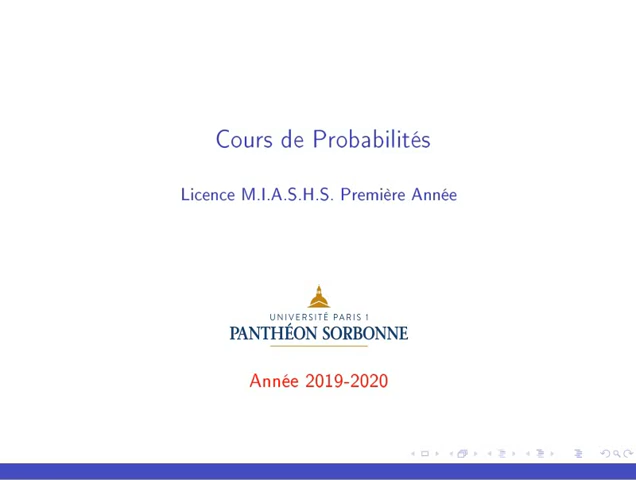 Cours de Probabilités
Licence M.I.A.S.H.S. Première Année
UNIVERSITÉ PARIS 1
PANTHÉON SORBONNE
Année 2019-2020